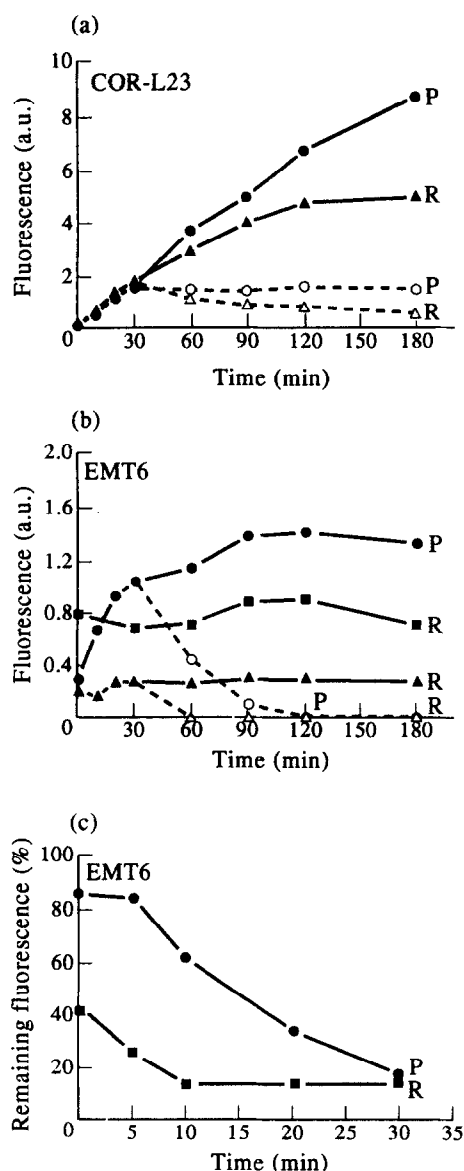 (a)
COR-L23
Fluorescence (a.u.)
10
8
6
4
2
0
P
R
P
R
0 30 60 90 120 150 180
Time (min)
(b)
EMT6
Fluorescence (a.u.)
2.0
1.6
1.2
0.8
0.4
0
P
R
R
P
R
30 60 90 120 150 180
Time (min)
(c)
EMT6
Remaining fluorescence (%)
100
80
60
40
20
0
P
R
5 10 15 20 25 30 35
Time (min)